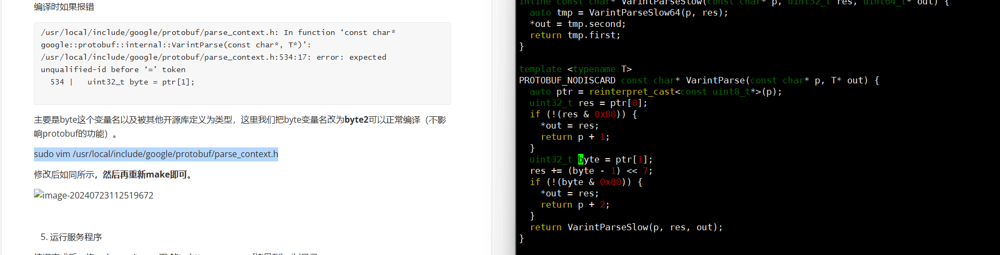 编译时如果报错
/usr/local/include/google/protobuf/parse_context.h: In function ‘const char*
google::protobuf::internal::VarintParse(const char*, T*)’:
/usr/local/include/google/protobuf/parse_context.h:534:17: error: expected
unqualified-id before ‘=’ token
  534 |   uint32_t byte = ptr[1];
主要是byte这个变量名以及被其他开源库定义为类型，这里我们把byte变量名改为byte2可以正常编译（不影
响protobuf的功能）。
sudo vim /usr/local/include/google/protobuf/parse_context.h
修改后如同所示，然后再重新make即可。
image-20240723112519672
5. 运行服务程序
inline const char* VarintParseSlow(const char* p, uint32_t res, uint64_t* out) {
  auto tmp = VarintParseSlow64(p, res);
  *out = tmp.second;
  return tmp.first;
}
template <typename T>
PROTOBUF_NODISCARD const char* VarintParse(const char* p, T* out) {
  auto ptr = reinterpret_cast<const uint8_t*>(p);
  uint32_t res = ptr[0];
  if (!(res & 0x80)) {
    *out = res;
    return p + 1;
  }
  uint32_t byte = ptr[1];
  res += (byte - 1) << 7;
  if (!(byte & 0x80)) {
    *out = res;
    return p + 2;
  }
  return VarintParseSlow(p, res, out);
}